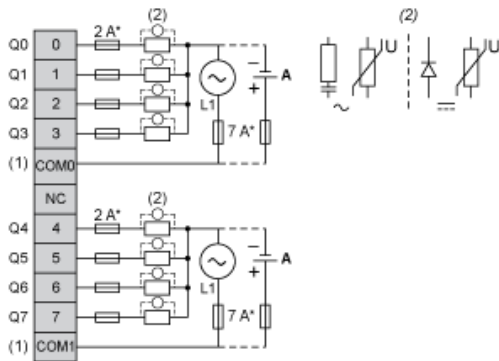 (2) (2)
Q0 0 2 A*
Q1 1
Q2 2 L1 − + A
Q3 3 7 A*
(1) COM0
NC
Q4 4 2 A* (2)
Q5 5
Q6 6 L1 − + A
Q7 7 7 A*
(1) COM1
U U